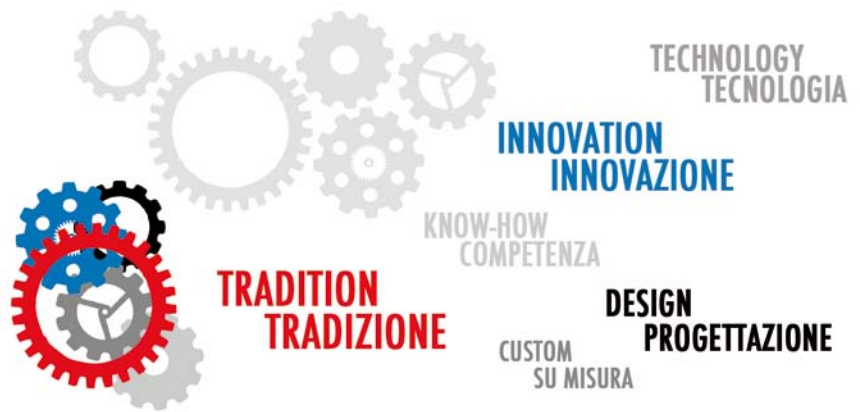 TECHNOLOGY
TECNOLOGIA
INNOVATION
INNOVAZIONE
KNOW-HOW
COMPETENZA
TRADITION
TRADIZIONE
DESIGN
PROGETTAZIONE
CUSTOM
SU MISURA